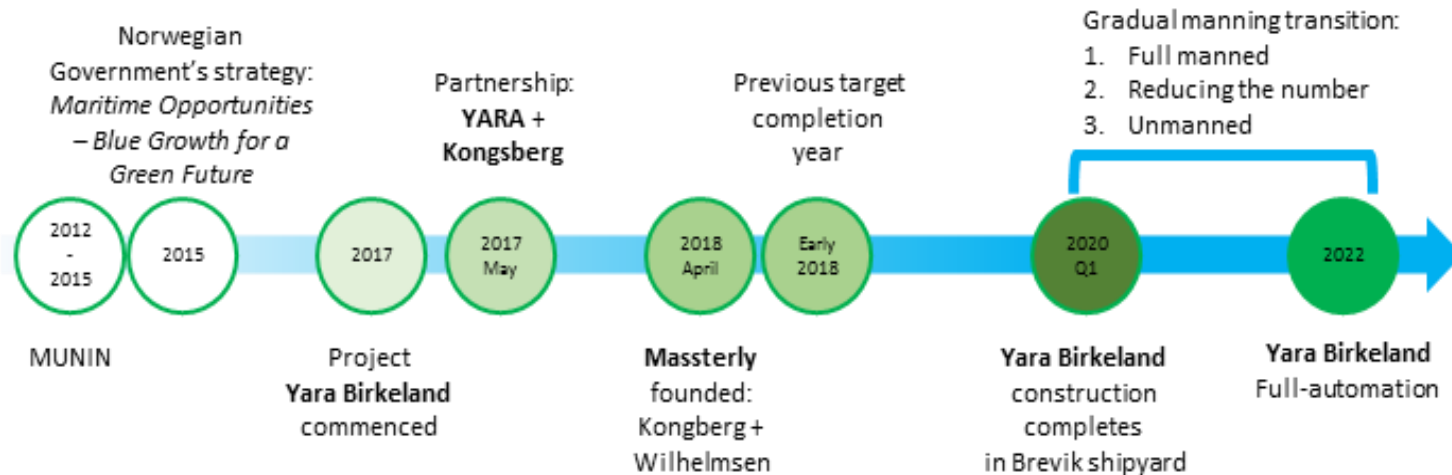 Norwegian
Government's strategy:
Maritime Opportunities
– Blue Growth for a
Green Future
Partnership:
YARA +
Kongsberg
Previous target
completion
year
Gradual manning transition:
1. Full manned
2. Reducing the number
3. Unmanned
2012
-
2015
2015
2017
2017
May
2018
April
Early
2018
2020
Q1
2022
MUNIN
Project
Yara Birkeland
commenced
Massterly
founded:
Kongberg +
Wilhelmsen
Yara Birkeland
construction
completes
in Brevik shipyard
Yara Birkeland
Full-automation